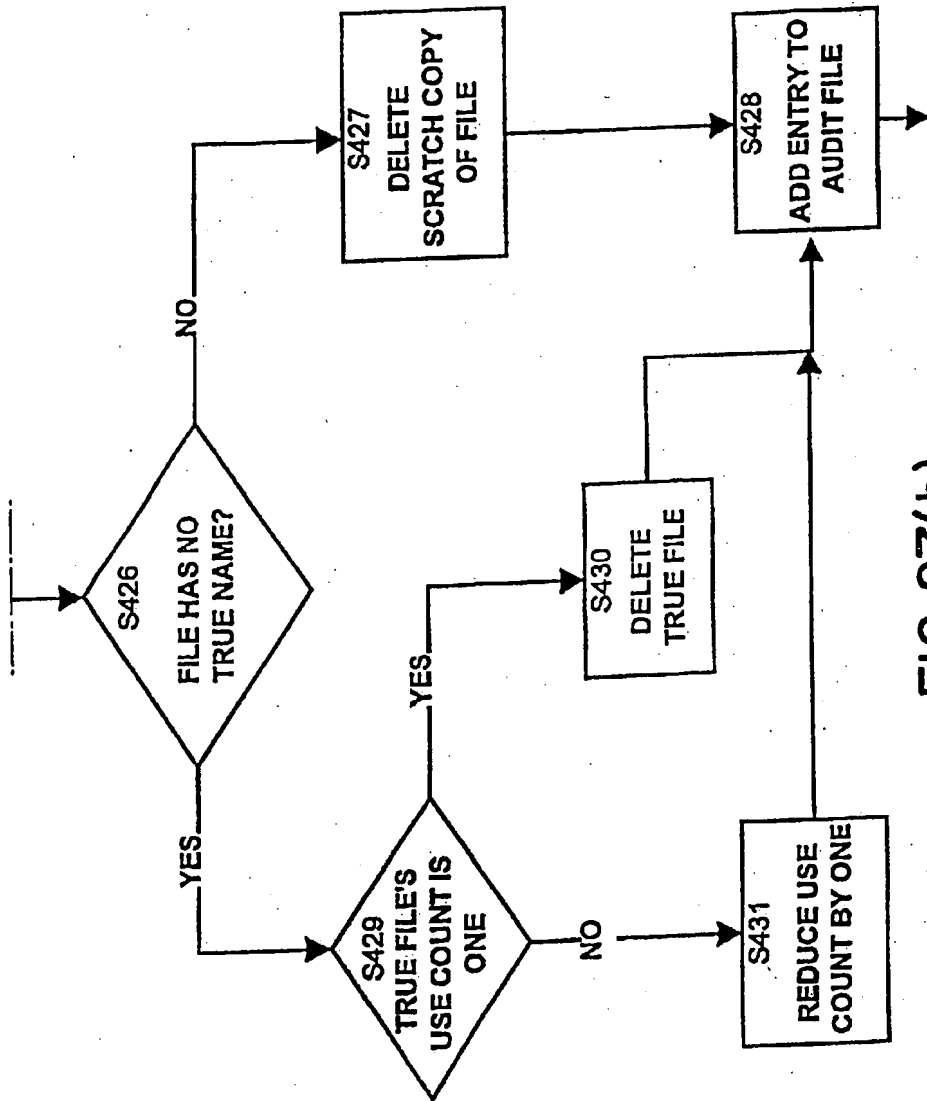 S426
FILE HAS NO
TRUE NAME?
YES
NO
S427
DELETE
SCRATCH COPY
OF FILE
S429
TRUE FILE'S
USE COUNT IS
ONE
YES
NO
S430
DELETE
TRUE FILE
S431
REDUCE USE
COUNT BY ONE
S428
ADD ENTRY TO
AUDIT FILE